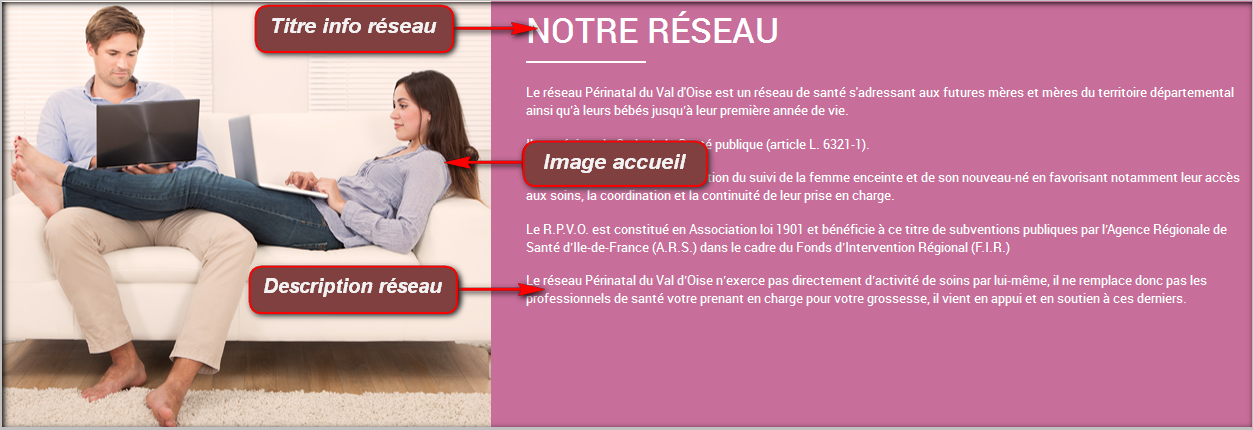 Titre info réseau
NOTRE RÉSEAU
Le réseau Périnatal du Val d'Oise est un réseau de santé s'adressant aux futures mères et mères du territoire départemental
ainsi qu'à leurs bébés jusqu'à leur première année de vie.
publique (article L. 6321-1).
Image accueil
du suivi de la femme enceinte et de son nouveau-né en favorisant notamment leur accès
aux soins, la coordination et la continuité de leur prise en charge.
Le R.P.V.O. est constitué en Association loi 1901 et bénéficie à ce titre de subventions publiques par l'Agence Régionale de
Santé d'Ile-de-France (A.R.S.) dans le cadre du Fonds d'Intervention Régional (F.I.R.)
Description réseau
Le réseau Périnatal du Val d'Oise n'exerce pas directement d'activité de soins par lui-même, il ne remplace donc pas les
professionnels de santé votre prenant en charge pour votre grossesse, il vient en appui et en soutien à ces derniers.